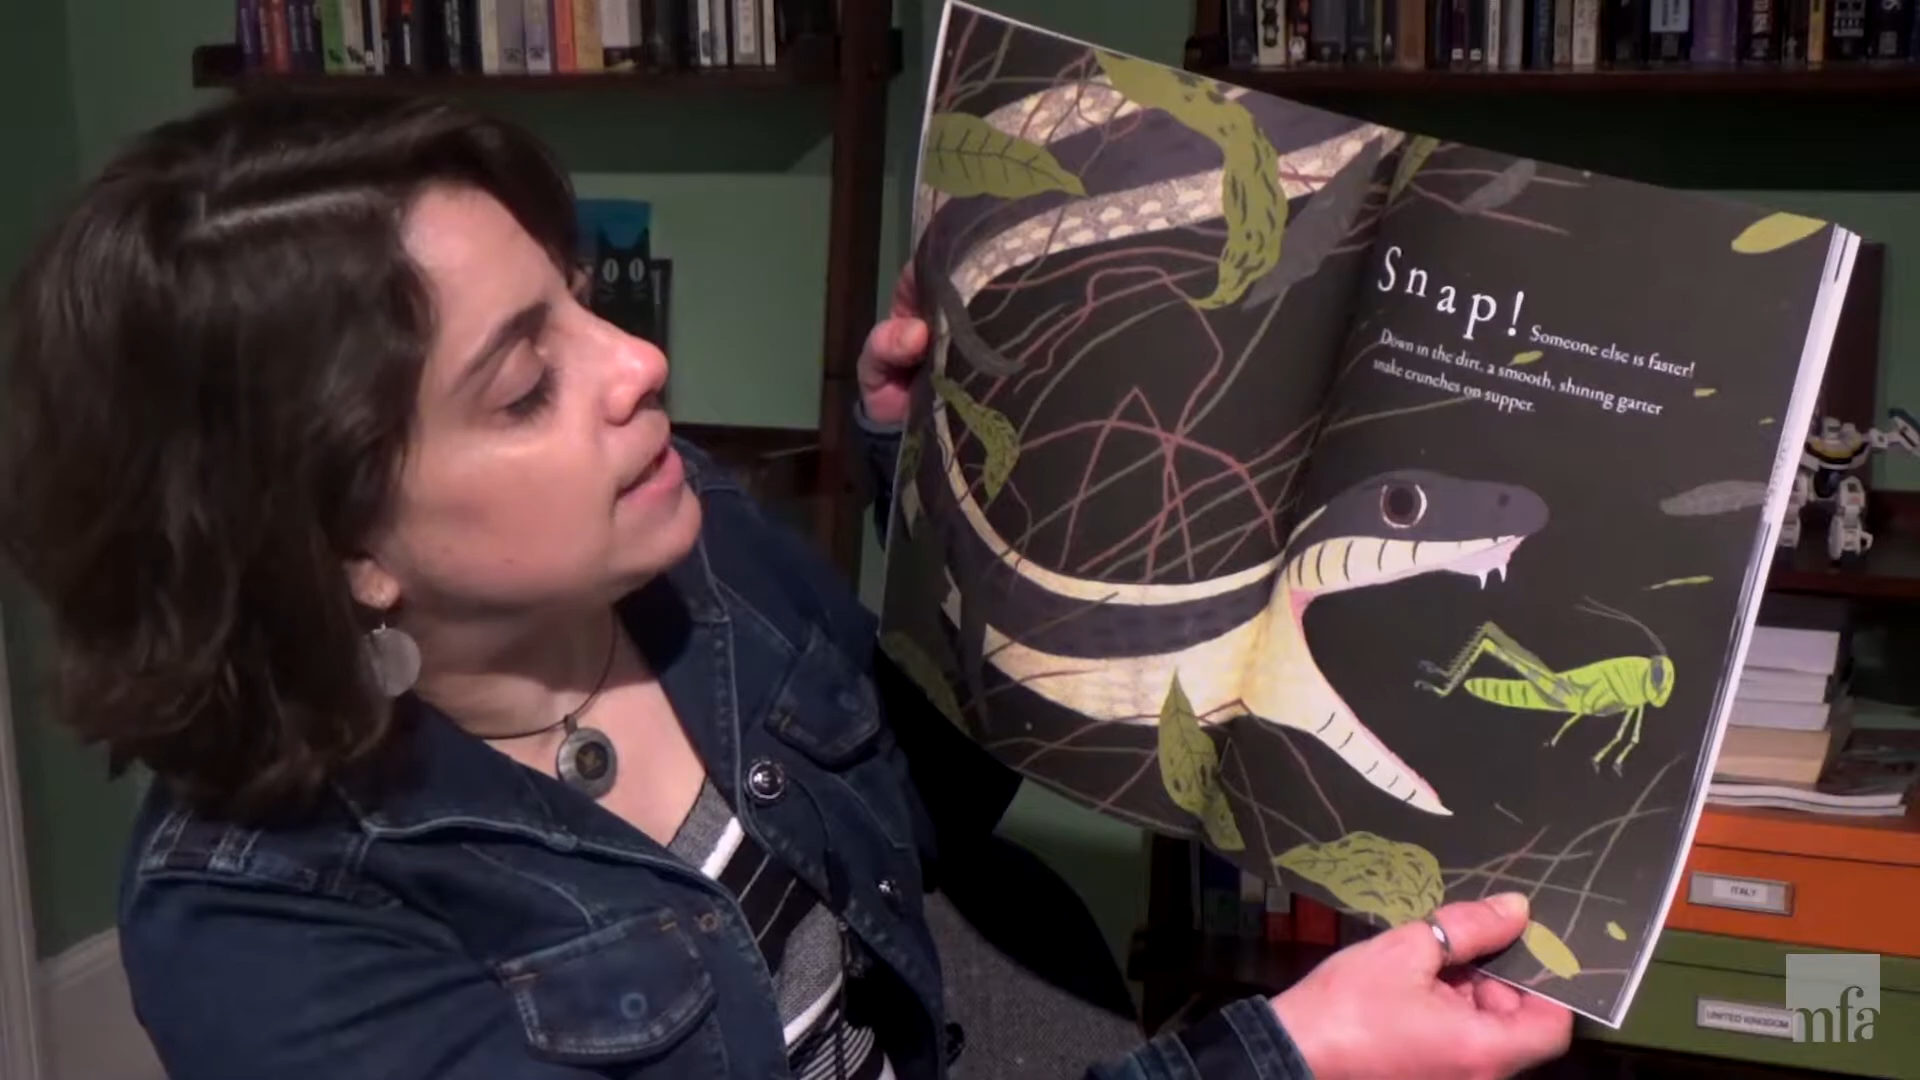 Snap! Someone else is faster!
Down in the dirt, a smooth, shining garter
snake crunches on supper.
ITALY
UNITED KINGDOM
mfa